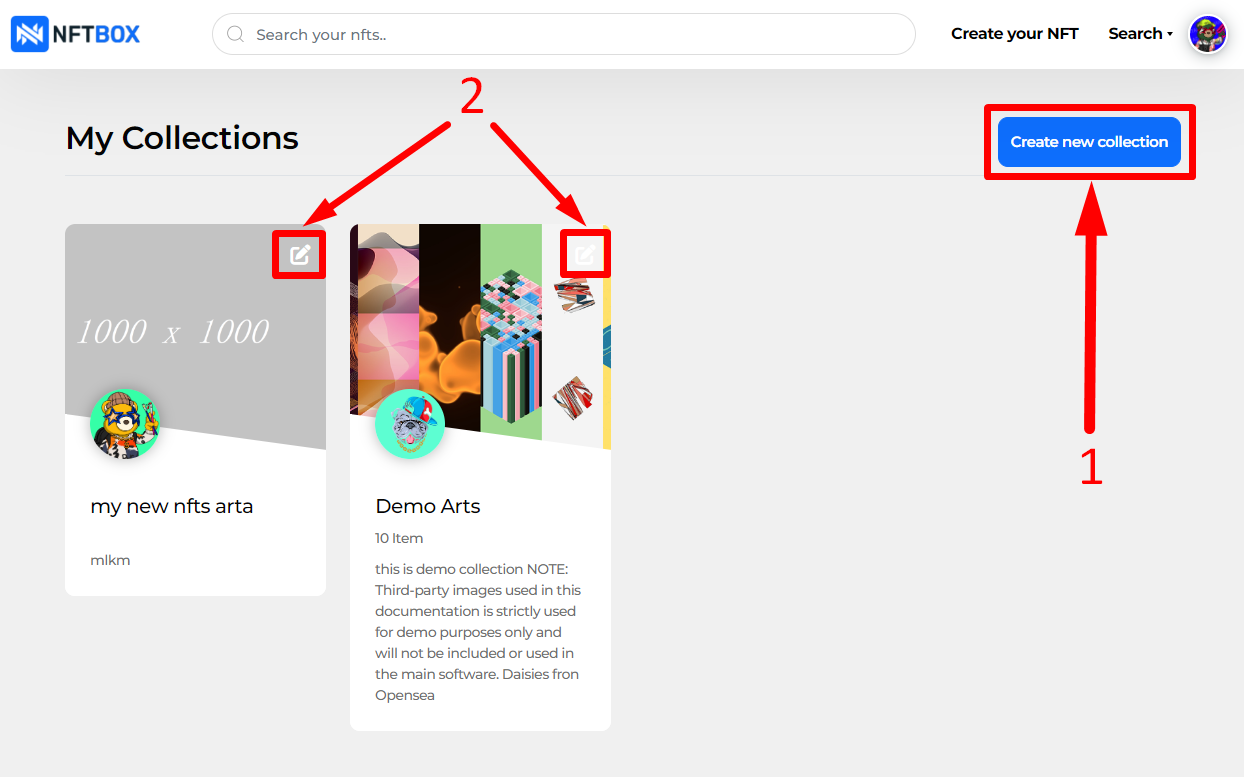 NFTBOX
Search your nfts..
Create your NFT
Search
2
My Collections
Create new collection
1000 x 1000
1
my new nfts arta
mlkm
Demo Arts
10 Item
this is demo collection NOTE:
Third-party images used in this
documentation is strictly used
for demo purposes only and
will not be included or used in
the main software. Daisies fron
Opensea